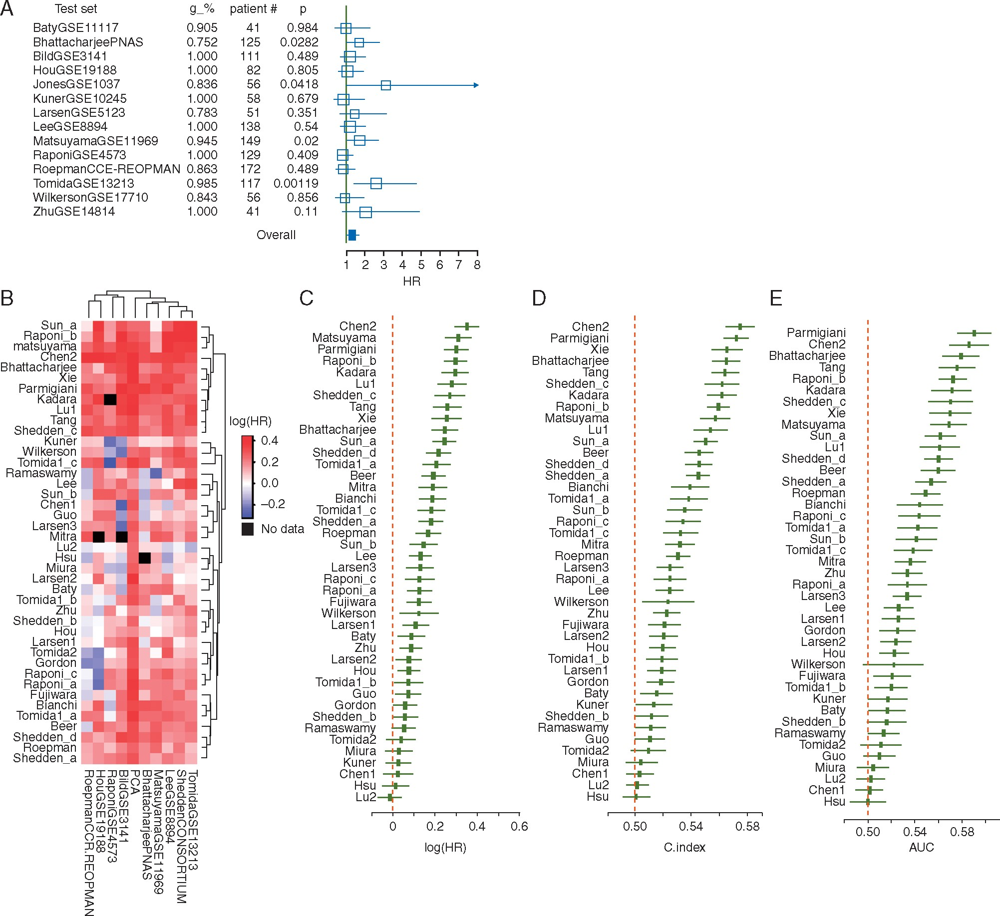 A
Test set g_% patient # p
BatyGSE11117 0.905 41 0.984
BhattacharjeePNAS 0.752 125 0.0282
BildGSE3141 1.000 111 0.489
HouGSE19188 1.000 82 0.805
JonesGSE1037 0.836 56 0.0418
KunerGSE10245 1.000 58 0.679
LarsenGSE5123 0.783 51 0.351
LeeGSE8894 1.000 138 0.54
MatsuyamaGSE11969 0.945 149 0.02
RaponiGSE4573 1.000 129 0.409
RoepmanCCE-REOPMAN 0.863 172 0.489
TomidaGSE13213 0.985 117 0.00119
WilkersonGSE17710 0.843 56 0.856
ZhuGSE14814 1.000 41 0.11
Overall
1 2 3 4 5 6 7 8
HR
B
Sun_a
Raponi_b
matsuyama
Chen2
Bhattacharjee
Xie
Parmigiani
Kadara
Lu1
Tang
Shedden_c
Kuner
Wilkerson
Tomida1_c
Ramaswamy
Lee
Sun_b
Chen1
Guo
Larsen3
Mitra
Lu2
Hsu
Miura
Larsen2
Baty
Tomida1_b
Zhu
Shedden_b
Hou
Larsen1
Tomida2
Gordon
Raponi_c
Raponi_a
Fujiwara
Bianchi
Tomida1_a
Beer
Shedden_d
Roepman
Shedden_a
RoepmanCCR.REOPMAN
HouGSE19188
RaponiGSE4573
BildGSE3141
PCA
BhattacharjeePNAS
MatsuyamaGSE11969
LeeGSE8894
SheddenCONSORTIUM
TomidaGSE13213
log(HR)
0.4
0.2
0.0
−0.2
No data
C
Chen2
Matsuyama
Parmigiani
Raponi_b
Kadara
Lu1
Shedden_c
Tang
Xie
Bhattacharjee
Sun_a
Shedden_d
Tomida1_a
Beer
Mitra
Bianchi
Tomida1_c
Shedden_a
Roepman
Sun_b
Lee
Larsen3
Raponi_c
Raponi_a
Fujiwara
Wilkerson
Larsen1
Baty
Zhu
Larsen2
Hou
Tomida1_b
Guo
Gordon
Shedden_b
Ramaswamy
Tomida2
Miura
Kuner
Chen1
Hsu
Lu2
0 0.2 0.4 0.6
log(HR)
D
Chen2
Parmigiani
Xie
Bhattacharjee
Tang
Shedden_c
Kadara
Raponi_b
Matsuyama
Lu1
Sun_a
Beer
Shedden_d
Shedden_a
Bianchi
Tomida1_a
Sun_b
Raponi_c
Tomida1_c
Mitra
Roepman
Larsen3
Raponi_a
Lee
Wilkerson
Zhu
Fujiwara
Larsen2
Hou
Tomida1_b
Larsen1
Gordon
Baty
Kuner
Shedden_b
Ramaswamy
Guo
Tomida2
Miura
Chen1
Lu2
Hsu
0.50 0.54 0.58
C.index
E
Parmigiani
Chen2
Bhattacharjee
Tang
Raponi_b
Kadara
Shedden_c
Xie
Matsuyama
Sun_a
Lu1
Shedden_d
Beer
Shedden_a
Roepman
Bianchi
Raponi_c
Tomida1_a
Sun_b
Tomida1_c
Mitra
Zhu
Raponi_a
Larsen3
Lee
Larsen1
Gordon
Larsen2
Hou
Wilkerson
Fujiwara
Tomida1_b
Kuner
Baty
Shedden_b
Ramaswamy
Tomida2
Guo
Miura
Lu2
Chen1
Hsu
0.50 0.54 0.58
AUC